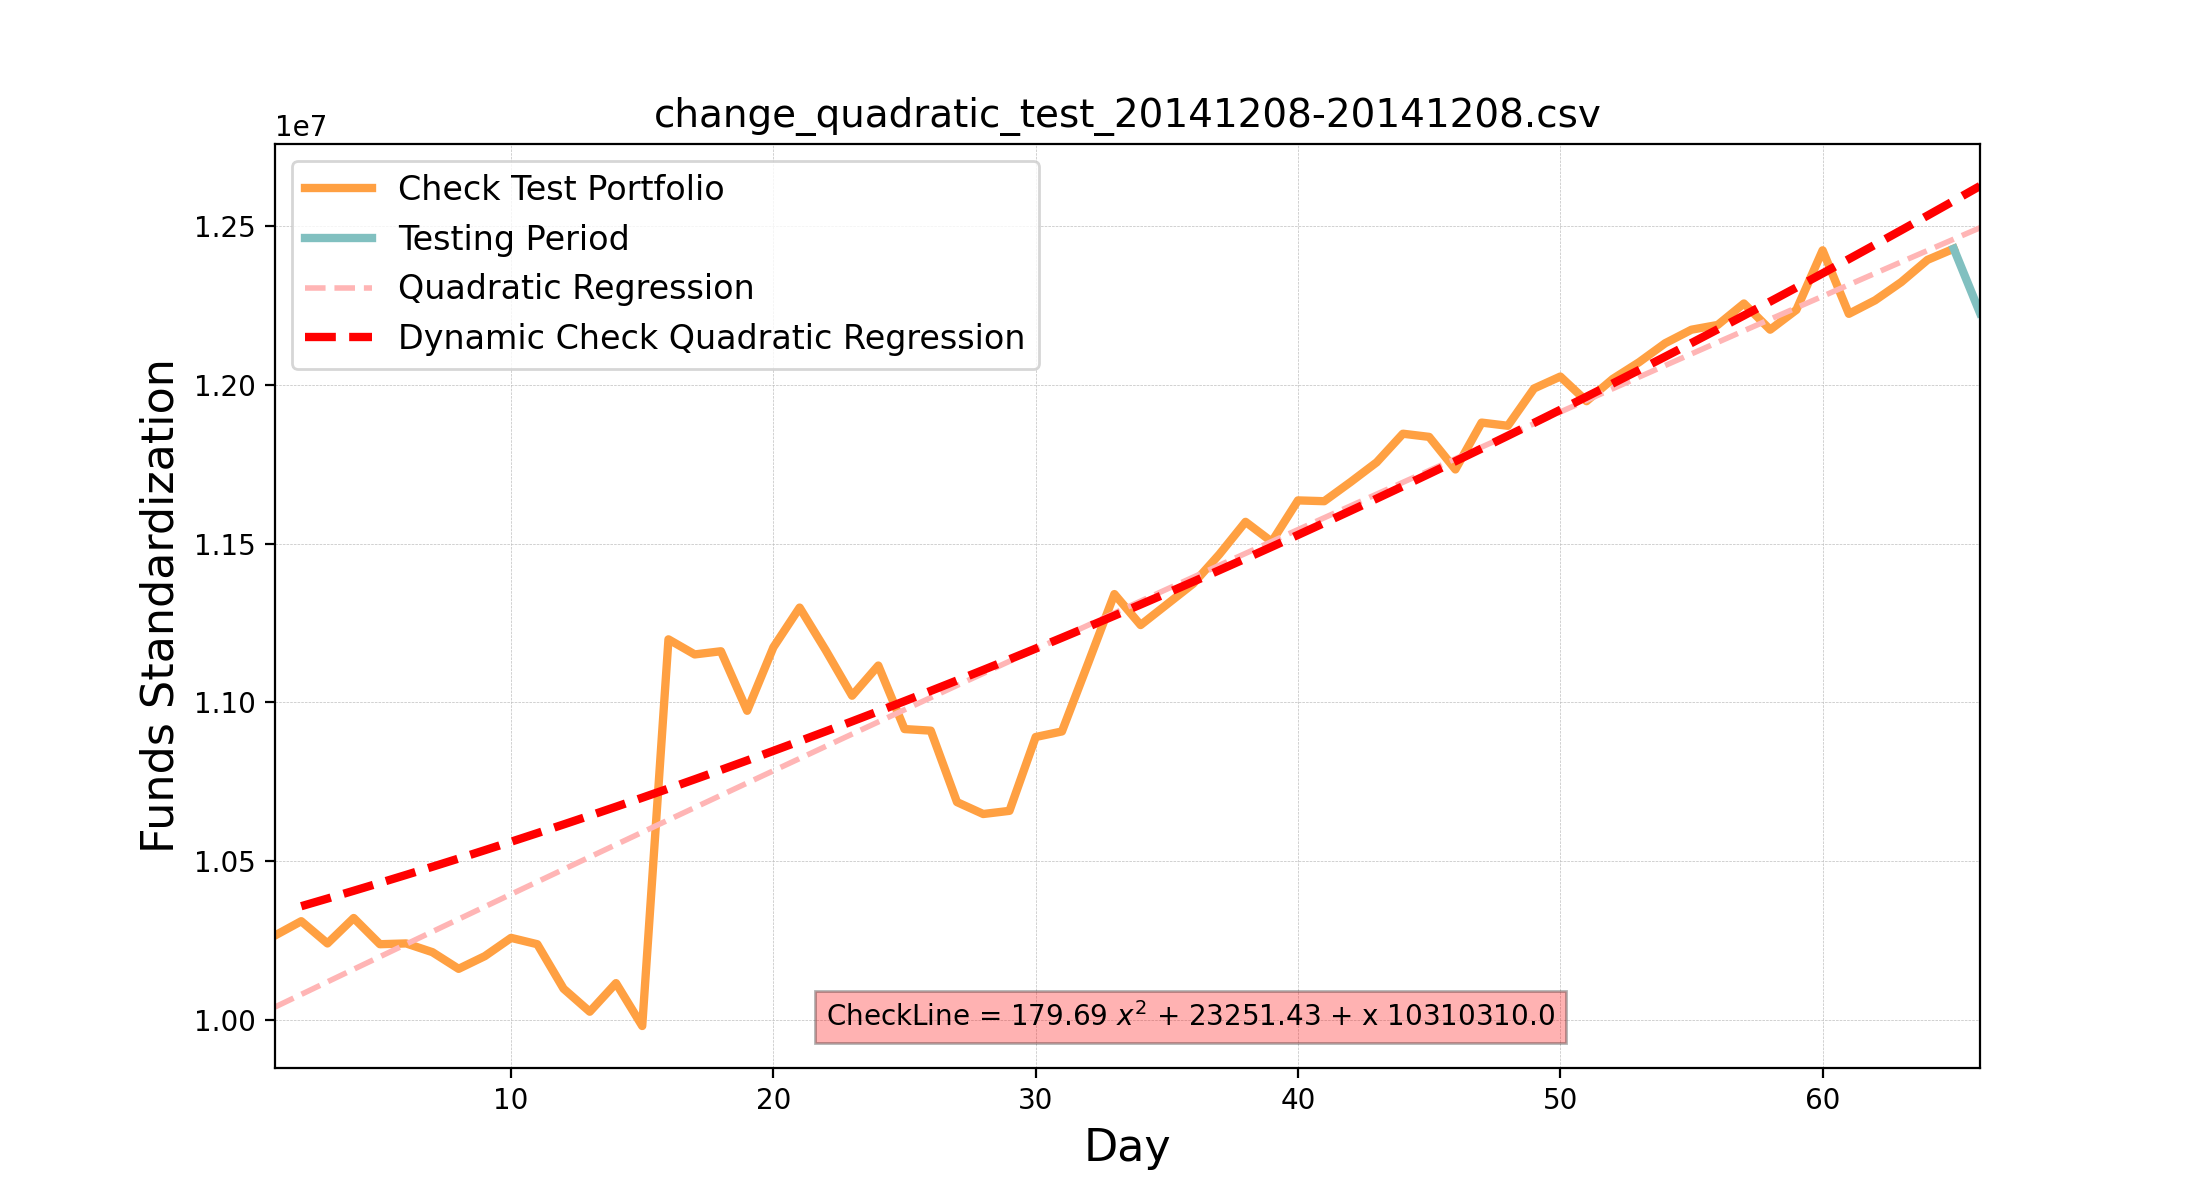 change_quadratic_test_20141208-20141208.csv
1e7
Check Test Portfolio
Testing Period
Quadratic Regression
Dynamic Check Quadratic Regression
1.25
1.20
1.15
1.10
1.05
1.00
Funds Standardization
CheckLine = 179.69 x² + 23251.43 + x 10310310.0
10 20 30 40 50 60
Day